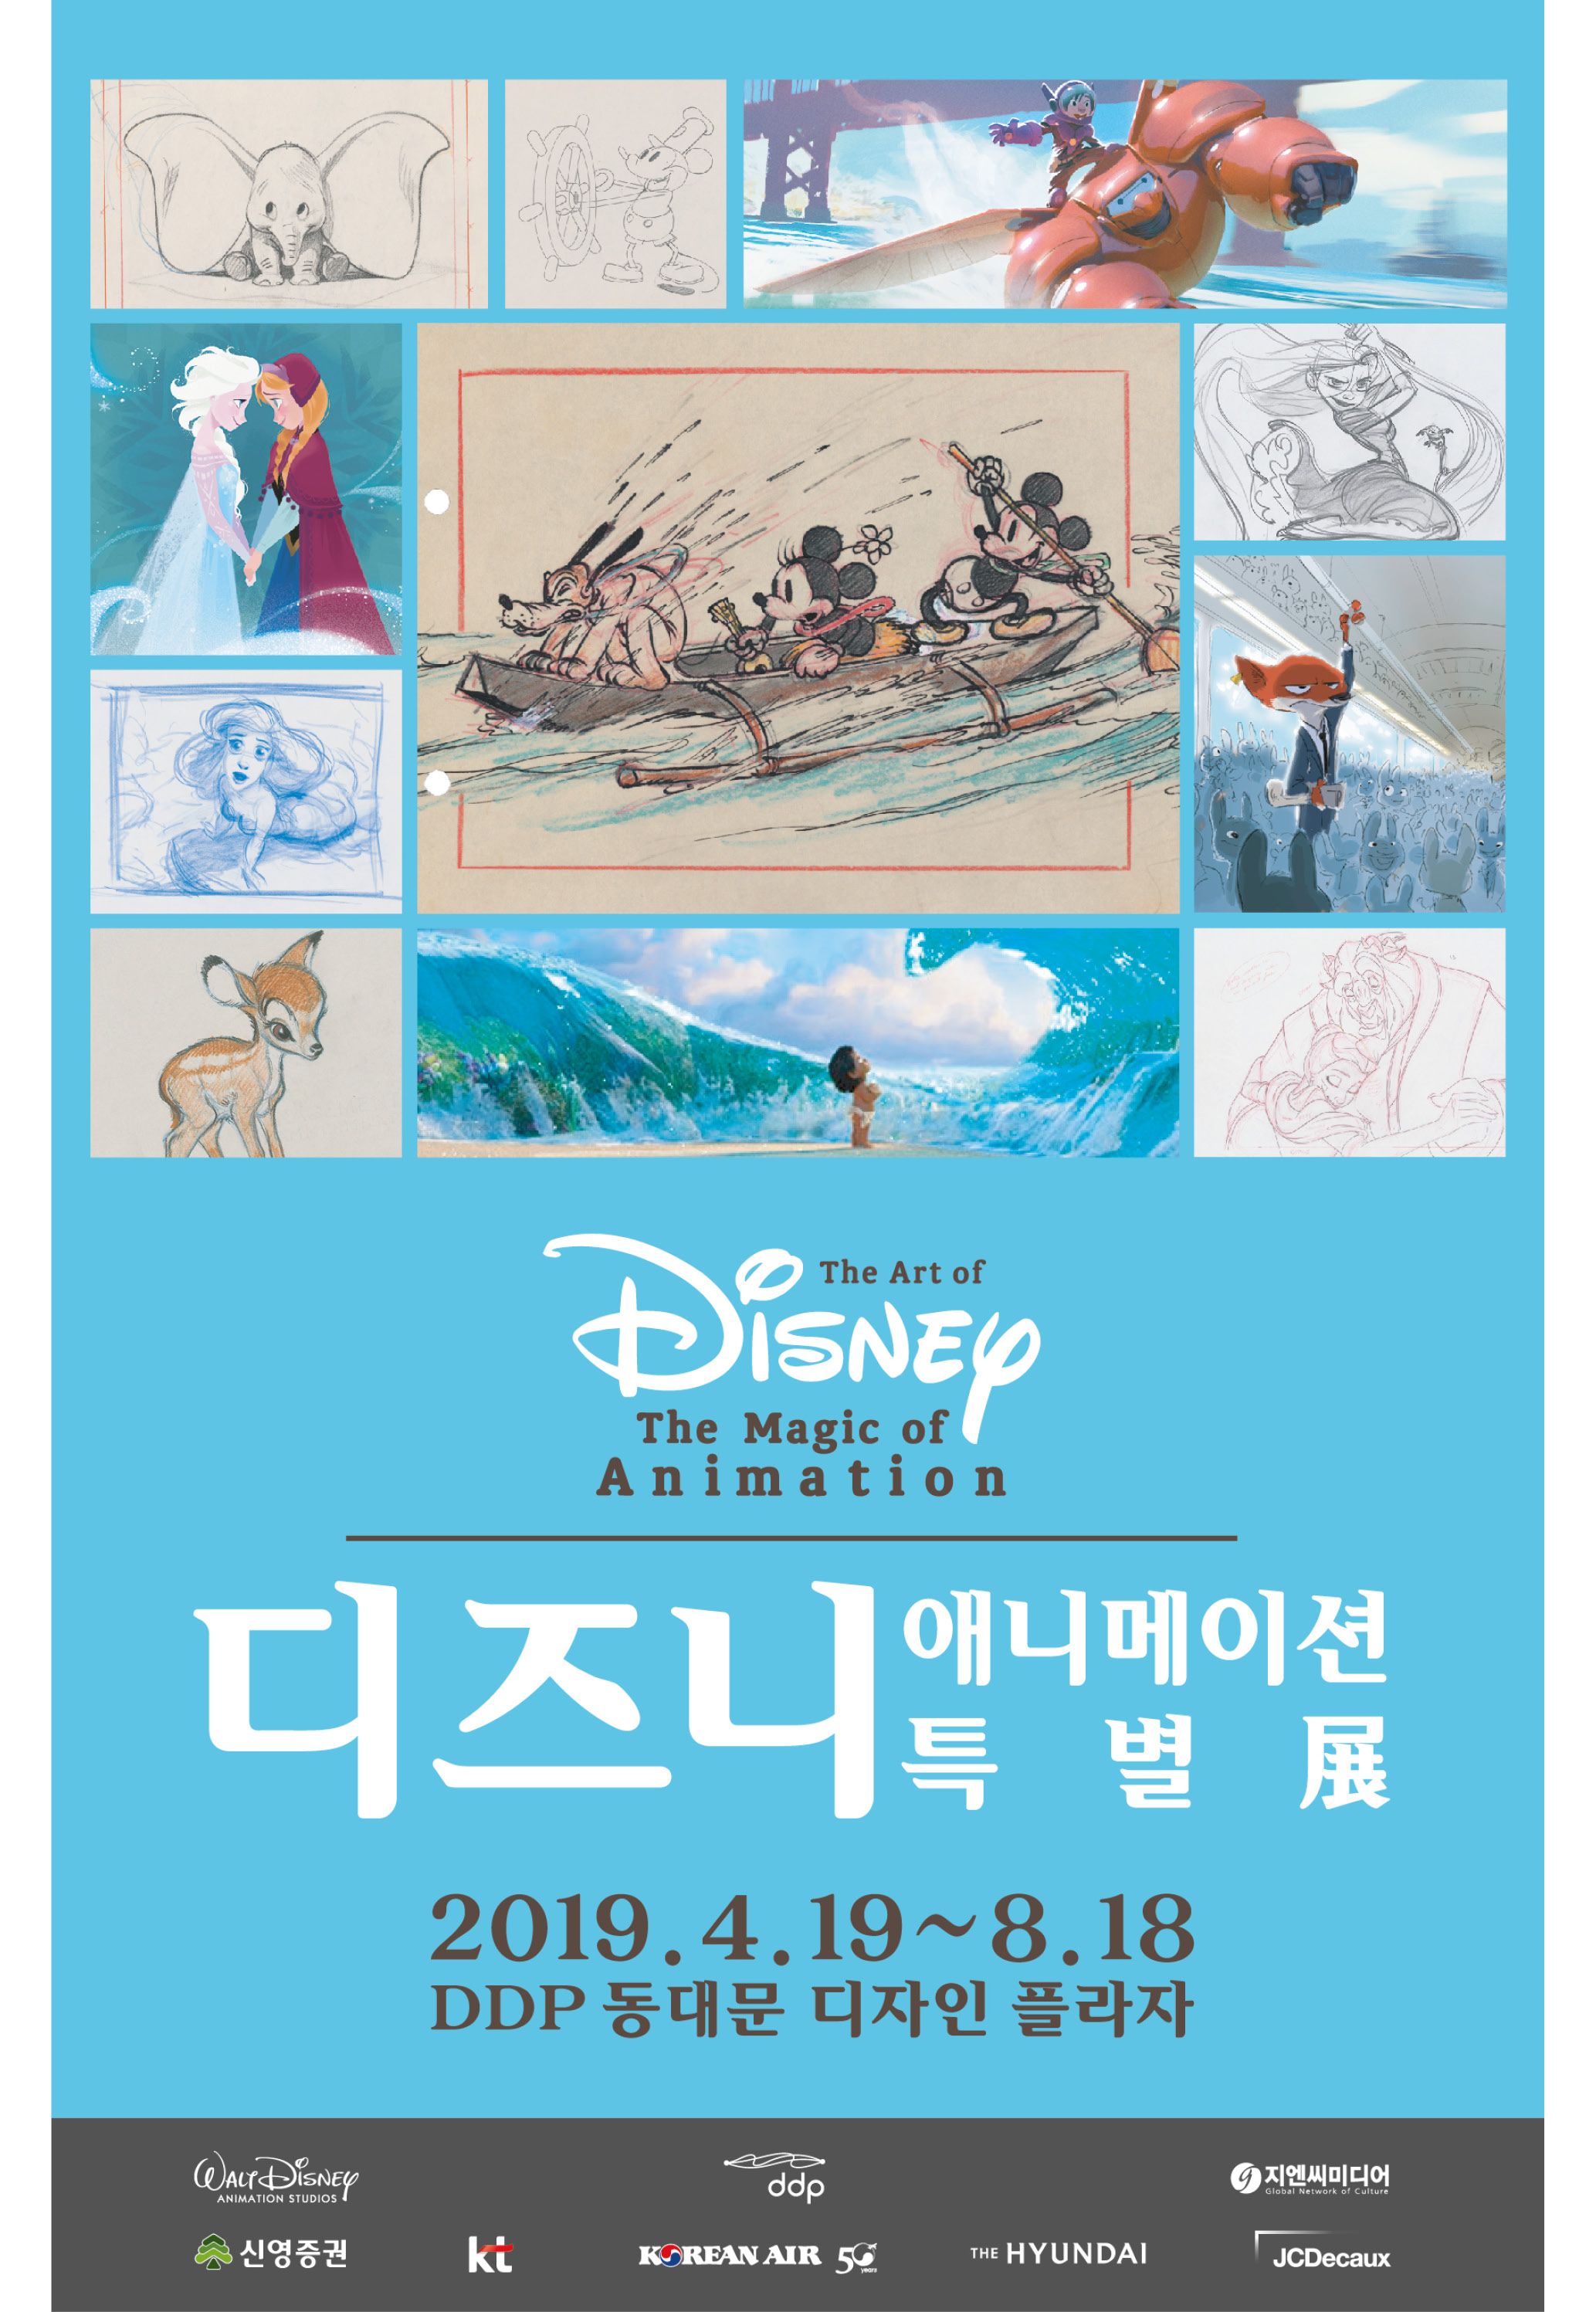 The Art of
Disney
The Magic of
Animation
디즈니 애니메이션
특별展
2019.4.19~8.18
DDP 동대문 디자인 플라자
WALT DISNEY
ANIMATION STUDIOS
ddp
지엔씨미디어
Global Network of Culture
신영증권
kt
KOREAN AIR 50 years
THE HYUNDAI
JCDecaux